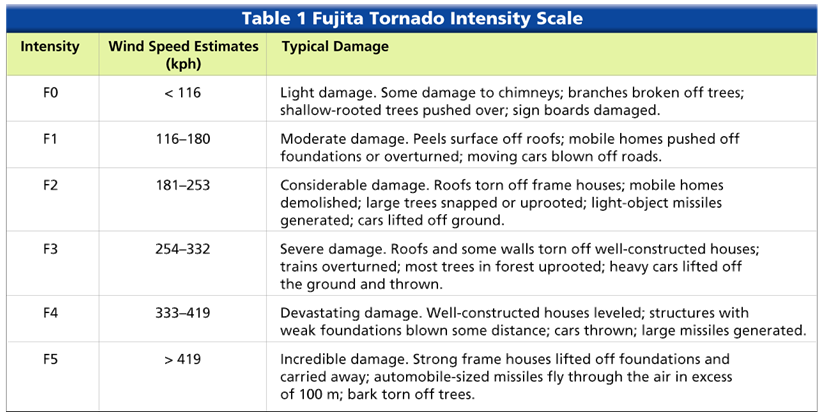 Table 1 Fujita Tornado Intensity Scale
Intensity
Wind Speed Estimates
(kph)
Typical Damage
F0
< 116
Light damage. Some damage to chimneys; branches broken off trees;
shallow-rooted trees pushed over; sign boards damaged.
F1
116–180
Moderate damage. Peels surface off roofs; mobile homes pushed off
foundations or overturned; moving cars blown off roads.
F2
181–253
Considerable damage. Roofs torn off frame houses; mobile homes
demolished; large trees snapped or uprooted; light-object missiles
generated; cars lifted off ground.
F3
254–332
Severe damage. Roofs and some walls torn off well-constructed houses;
trains overturned; most trees in forest uprooted; heavy cars lifted off
the ground and thrown.
F4
333–419
Devastating damage. Well-constructed houses leveled; structures with
weak foundations blown some distance; cars thrown; large missiles generated.
F5
> 419
Incredible damage. Strong frame houses lifted off foundations and
carried away; automobile-sized missiles fly through the air in excess
of 100 m; bark torn off trees.